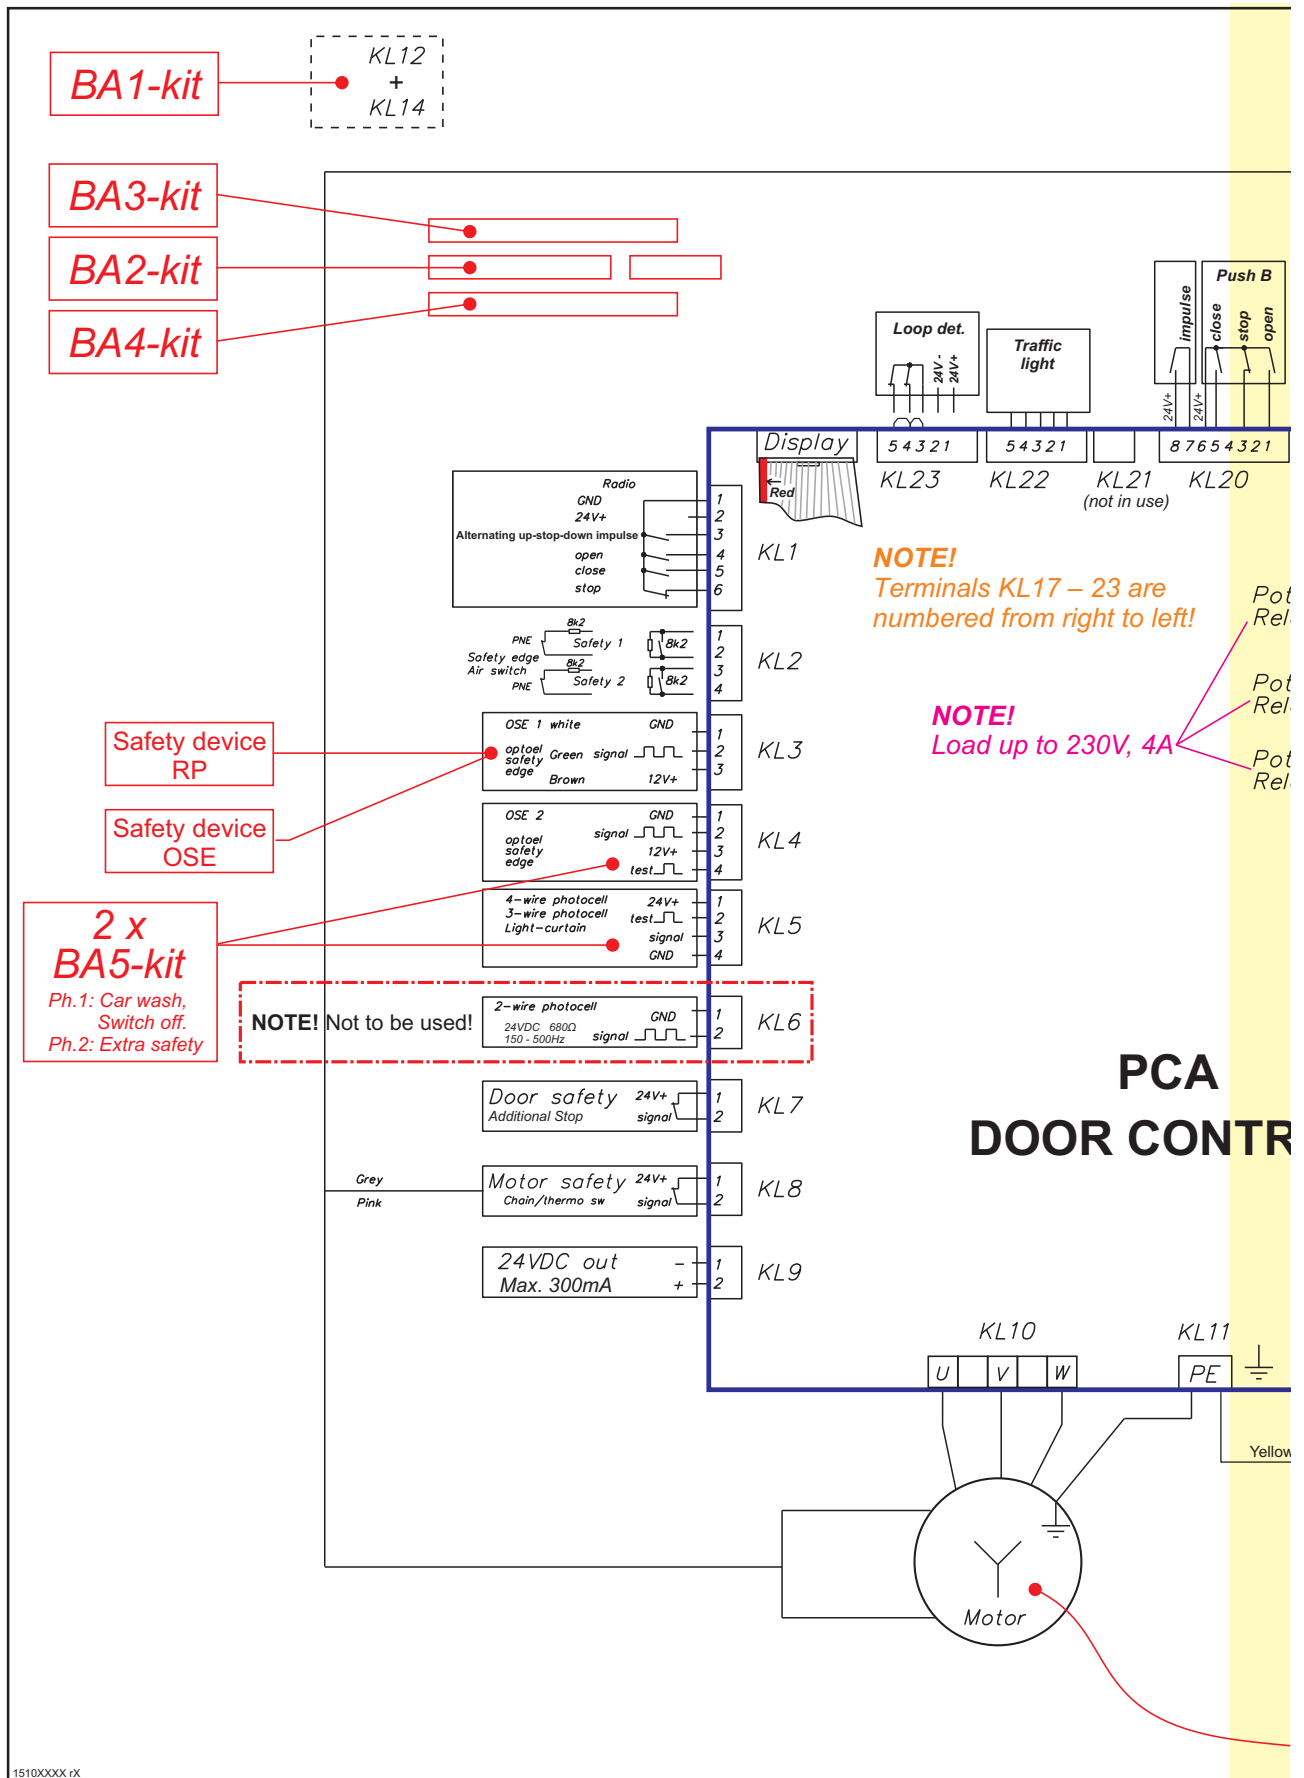 BA1-kit
KL12
+
KL14
BA3-kit
BA2-kit
BA4-kit
Loop det.
24V -
24V+
Traffic
light
impulse
24V+
Push B
close
stop
open
24V+
Display
Red
5 4 3 2 1
KL23
5 4 3 2 1
KL22
KL21
(not in use)
8 7 6 5 4 3 2 1
KL20
Radio
GND
24V+
Alternating up-stop-down impulse
open
close
stop
1
2
3
4
5
6
KL1
NOTE!
Terminals KL17 – 23 are
numbered from right to left!
8k2
PNE
Safety 1
8k2
Safety edge
Air switch
8k2
PNE
Safety 2
8k2
1
2
3
4
KL2
Pot
Rel
Pot
Rel
Pot
Rel
NOTE!
Load up to 230V, 4A
Safety device
RP
OSE 1 white GND
optoel
safety
edge
Green signal
Brown 12V+
1
2
3
KL3
Safety device
OSE
OSE 2 GND
optoel
safety
edge
signal
12V+
test
1
2
3
4
KL4
2 x
BA5-kit
Ph.1: Car wash,
Switch off.
Ph.2: Extra safety
4-wire photocell 24V+
3-wire photocell test
Light-curtain
signal
GND
1
2
3
4
KL5
NOTE! Not to be used!
2-wire photocell
GND
24VDC 680Ω
150 - 500Hz
signal
1
2
KL6
PCA
DOOR CONTR
Door safety 24V+
Additional Stop signal
1
2
KL7
Grey
Pink
Motor safety 24V+
Chain/thermo sw signal
1
2
KL8
24VDC out -
Max. 300mA +
1
2
KL9
KL10
U V W
KL11
PE
Yellow
Motor
1510XXXX rX